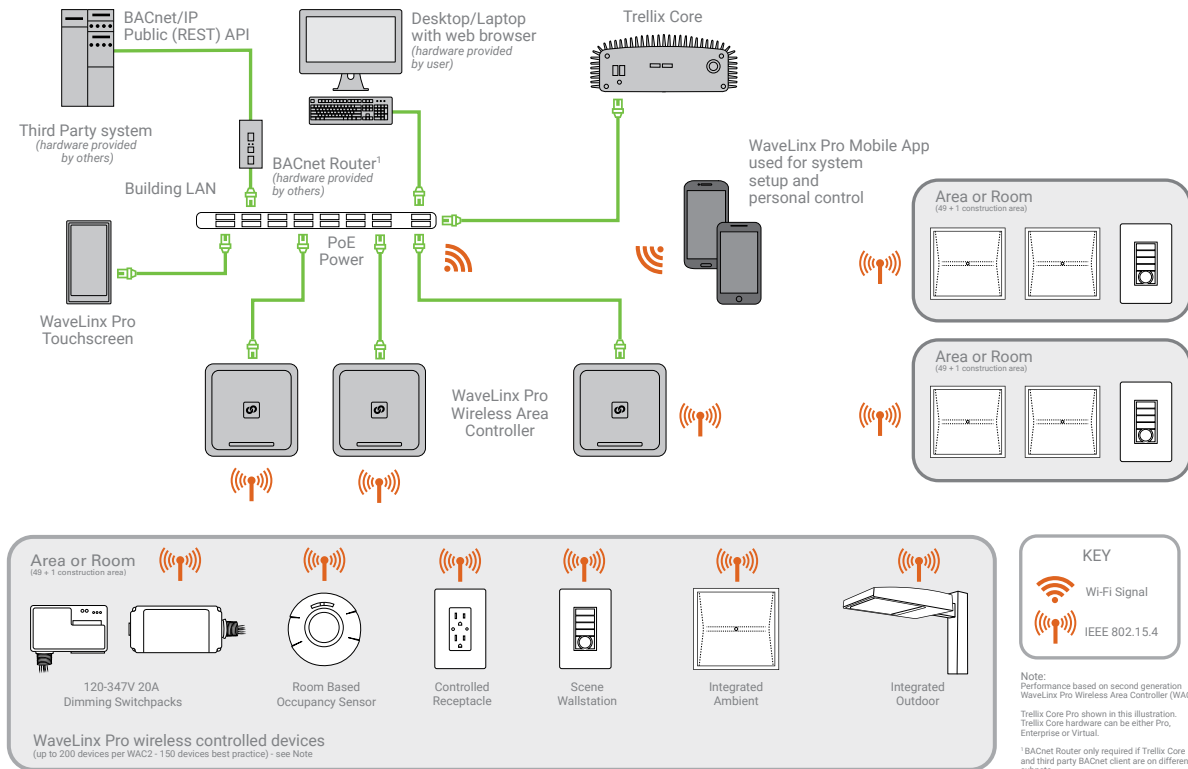 BACnet/IP
Public (REST) API
Desktop/Laptop
with web browser
(hardware provided
by user)
Trellix Core
Third Party system
(hardware provided
by others)
BACnet Router¹
(hardware provided
by others)
Building LAN
PoE
Power
WaveLinx Pro
Touchscreen
WaveLinx Pro Mobile App
used for system
setup and
personal control
WaveLinx Pro
Wireless Area
Controller
Area or Room
(49 + 1 construction area)
Area or Room
(49 + 1 construction area)
Area or Room
(49 + 1 construction area)
120-347V 20A
Dimming Switchpacks
Room Based
Occupancy Sensor
Controlled
Receptacle
Scene
Wallstation
Integrated
Ambient
Integrated
Outdoor
WaveLinx Pro wireless controlled devices
(up to 200 devices per WAC2 - 150 devices best practice) - see Note
KEY
Wi-Fi Signal
IEEE 802.15.4
Note:
Performance based on second generation
WaveLinx Pro Wireless Area Controller
Trellix Core Pro shown in this illustration.
Trellix Core hardware can be either Pro,
Enterprise or Virtual.
¹ BACnet Router only required if Trellix Core
and third party BACnet client are on